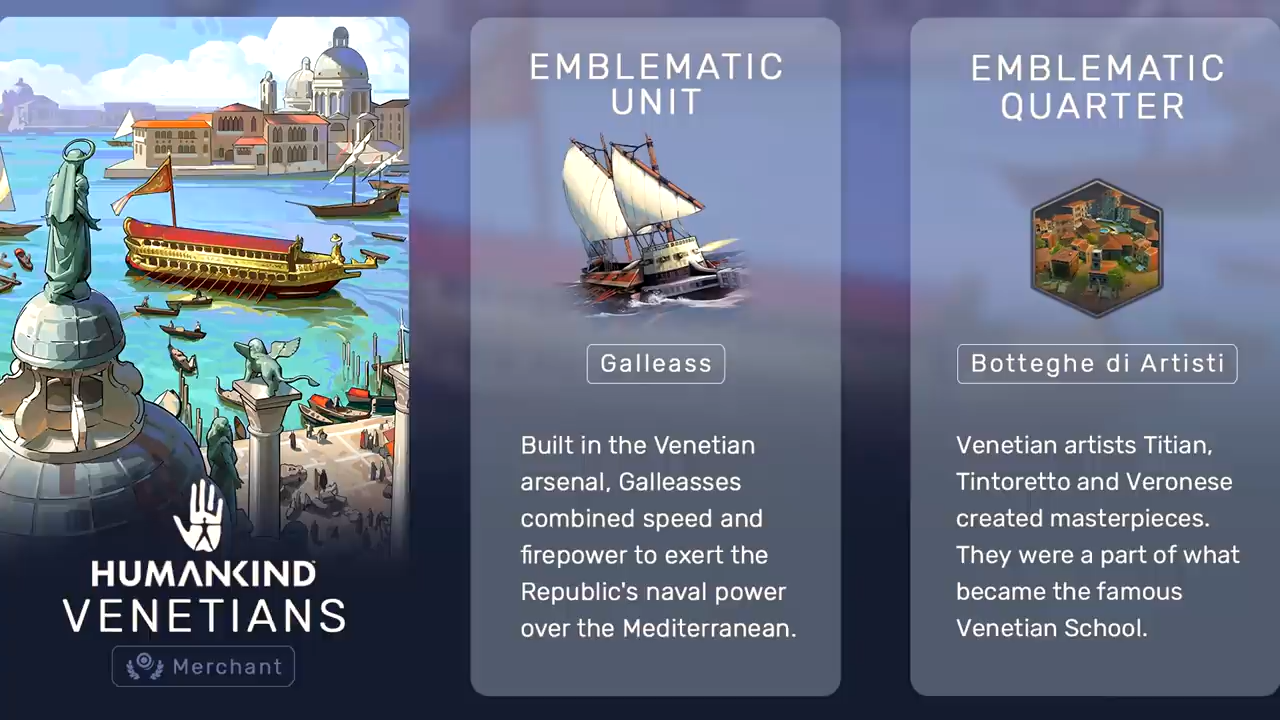 HUMANKIND
VENETIANS
Merchant
EMBLEMATIC
UNIT
Galleass
Built in the Venetian
arsenal, Galleasses
combined speed and
firepower to exert the
Republic's naval power
over the Mediterranean.
EMBLEMATIC
QUARTER
Botteghe di Artisti
Venetian artists Titian,
Tintoretto and Veronese
created masterpieces.
They were a part of what
became the famous
Venetian School.